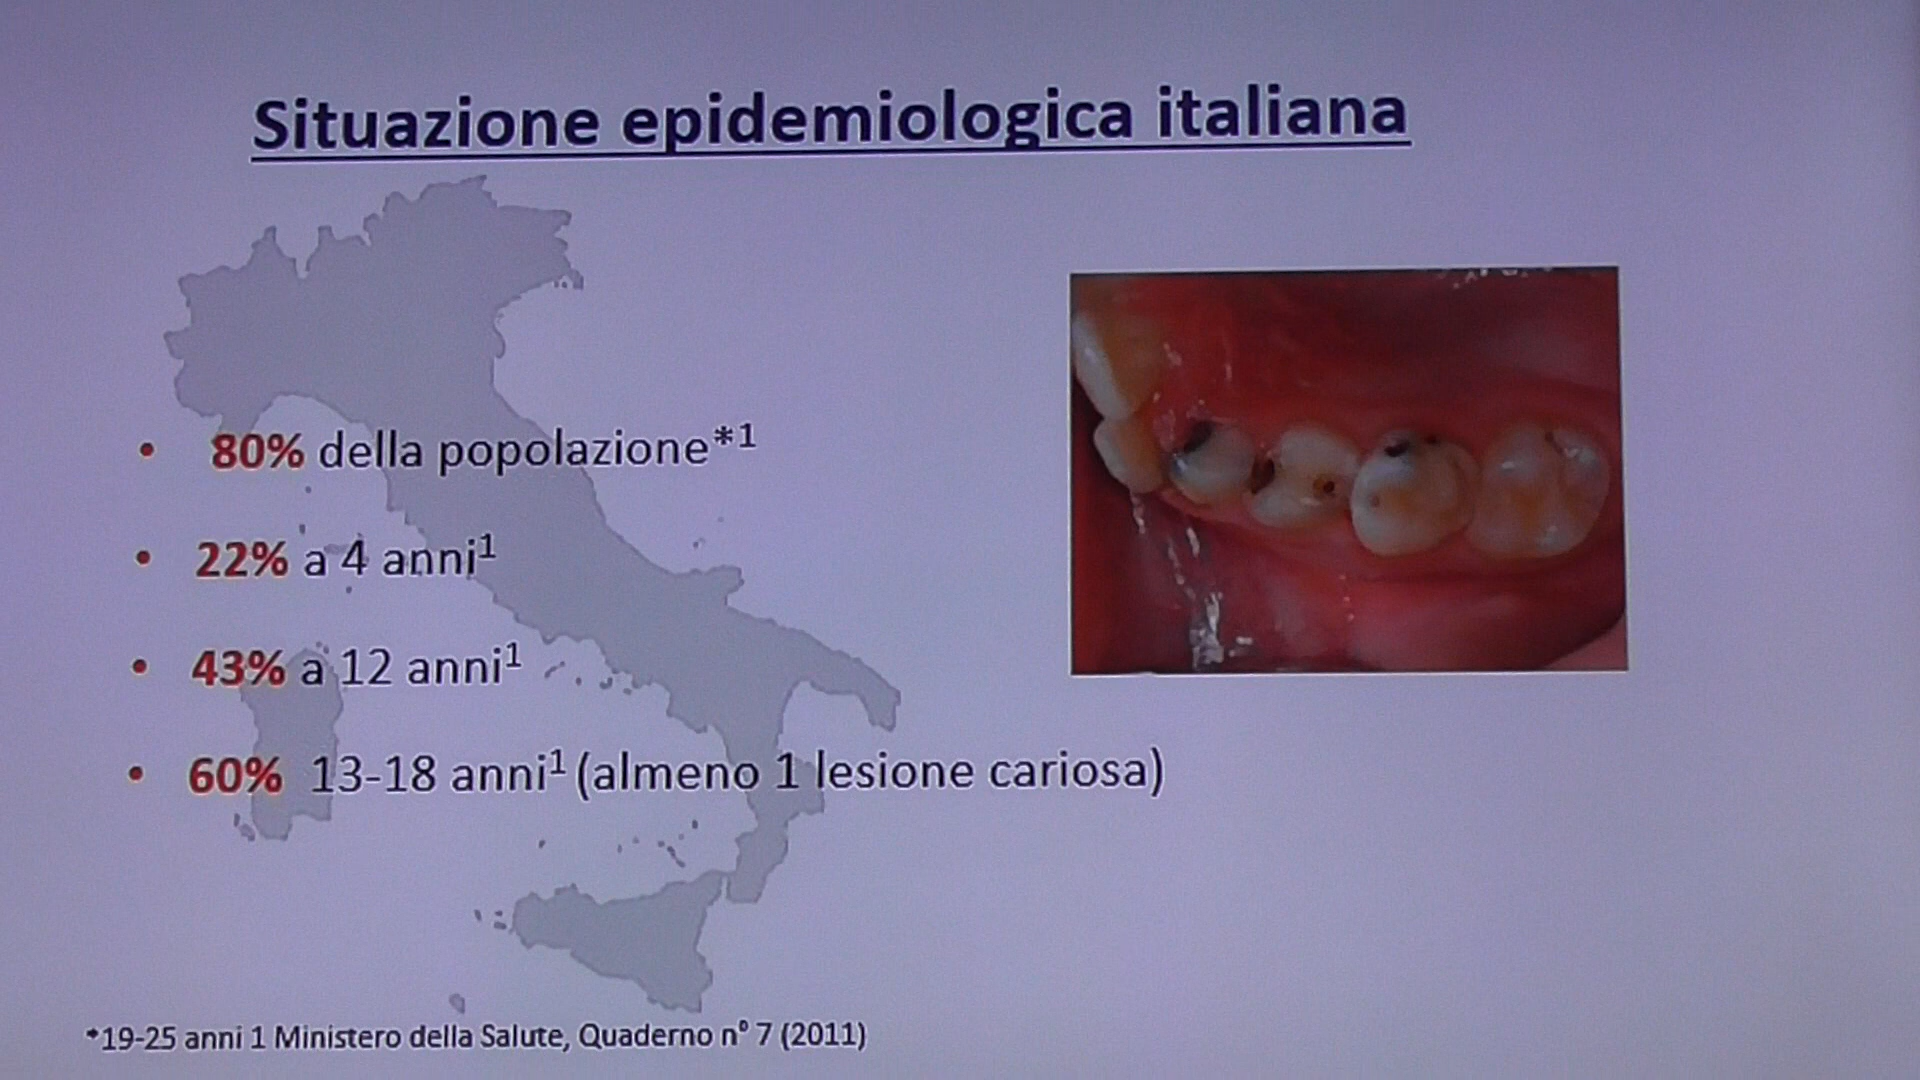 Situazione epidemiologica italiana
• 80% della popolazione*¹
• 22% a 4 anni¹
• 43% a 12 anni¹
• 60% 13-18 anni¹ (almeno 1 lesione cariosa)
*19-25 anni 1 Ministero della Salute, Quaderno n° 7 (2011)